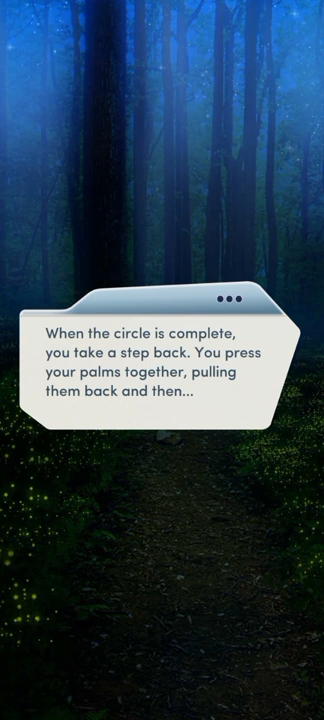 When the circle is complete,
you take a step back. You press
your palms together, pulling
them back and then...